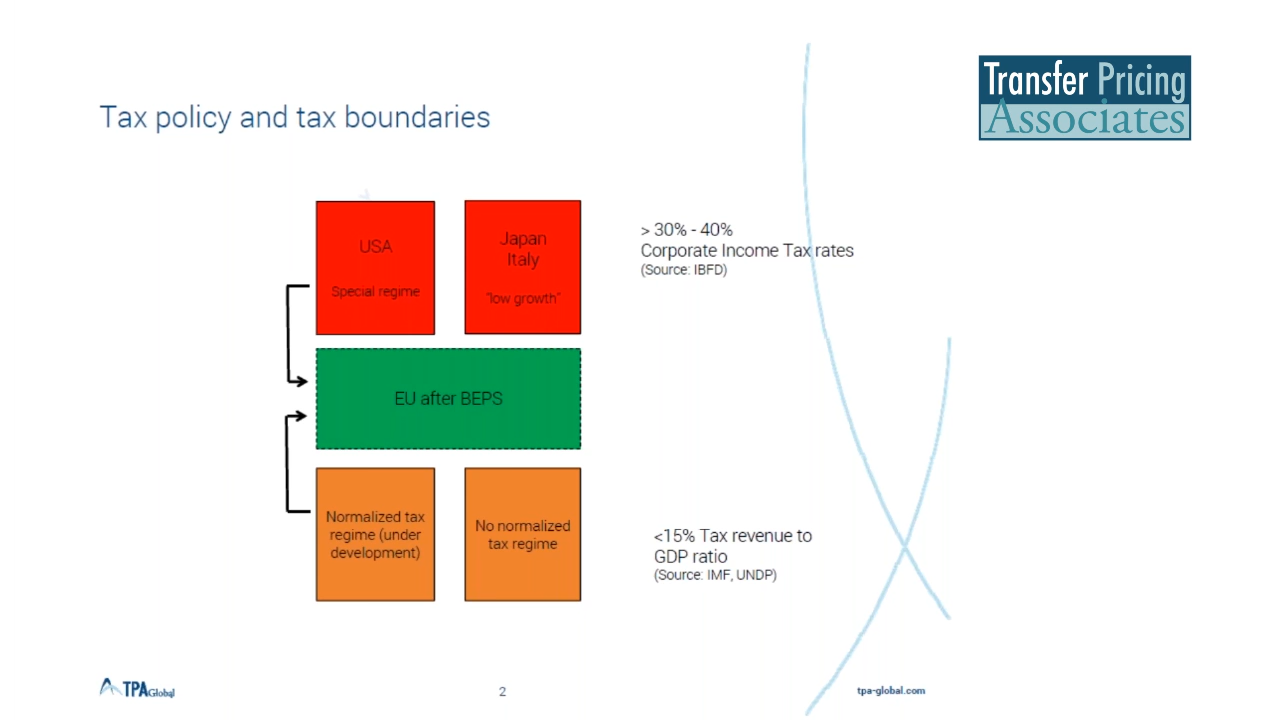 Transfer Pricing
Associates
Tax policy and tax boundaries
USA
Special regime
Japan
Italy
"low growth"
> 30% - 40%
Corporate Income Tax rates
(Source: IBFD)
EU after BEPS
Normalized tax
regime (under
development)
No normalized
tax regime
<15% Tax revenue to
GDP ratio
(Source: IMF, UNDP)
TPA Global
2
tpa-global.com